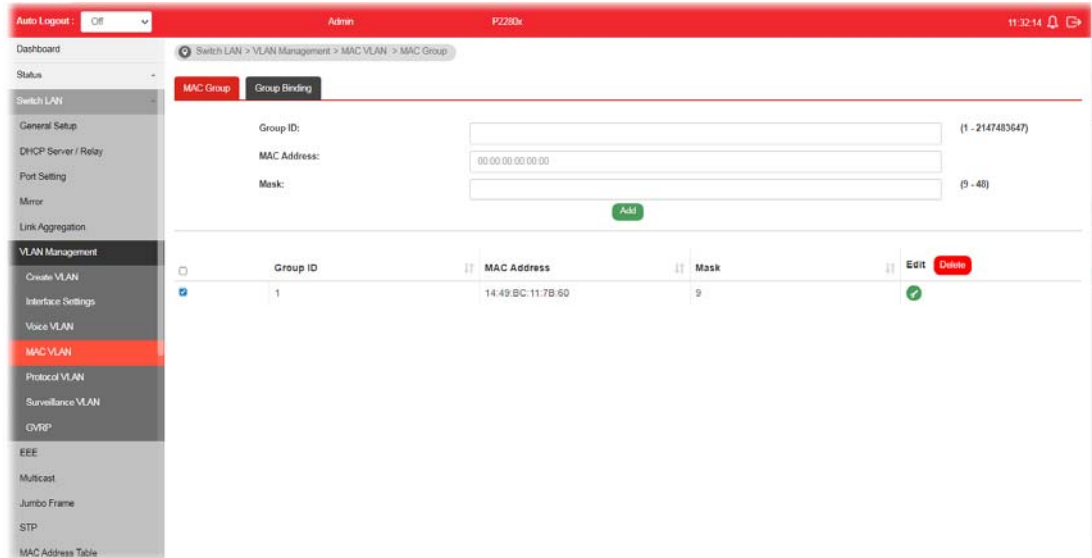 Auto Logout : Off Admin P2280x 11:32:14
Dashboard
Status
Switch LAN
General Setup
DHCP Server / Relay
Port Setting
Mirror
Link Aggregation
VLAN Management
Create VLAN
Interface Settings
Voice VLAN
MAC VLAN
Protocol VLAN
Surveillance VLAN
GVRP
EEE
Multicast
Jumbo Frame
STP
MAC Address Table
Switch LAN > VLAN Management > MAC VLAN > MAC Group
MAC Group Group Binding
Group ID: (1 - 2147483647)
MAC Address: 00:00:00:00:00:00
Mask: (9 - 48)
Add
Group ID MAC Address Mask Edit Delete
1 14:49:BC:11:7B:60 9